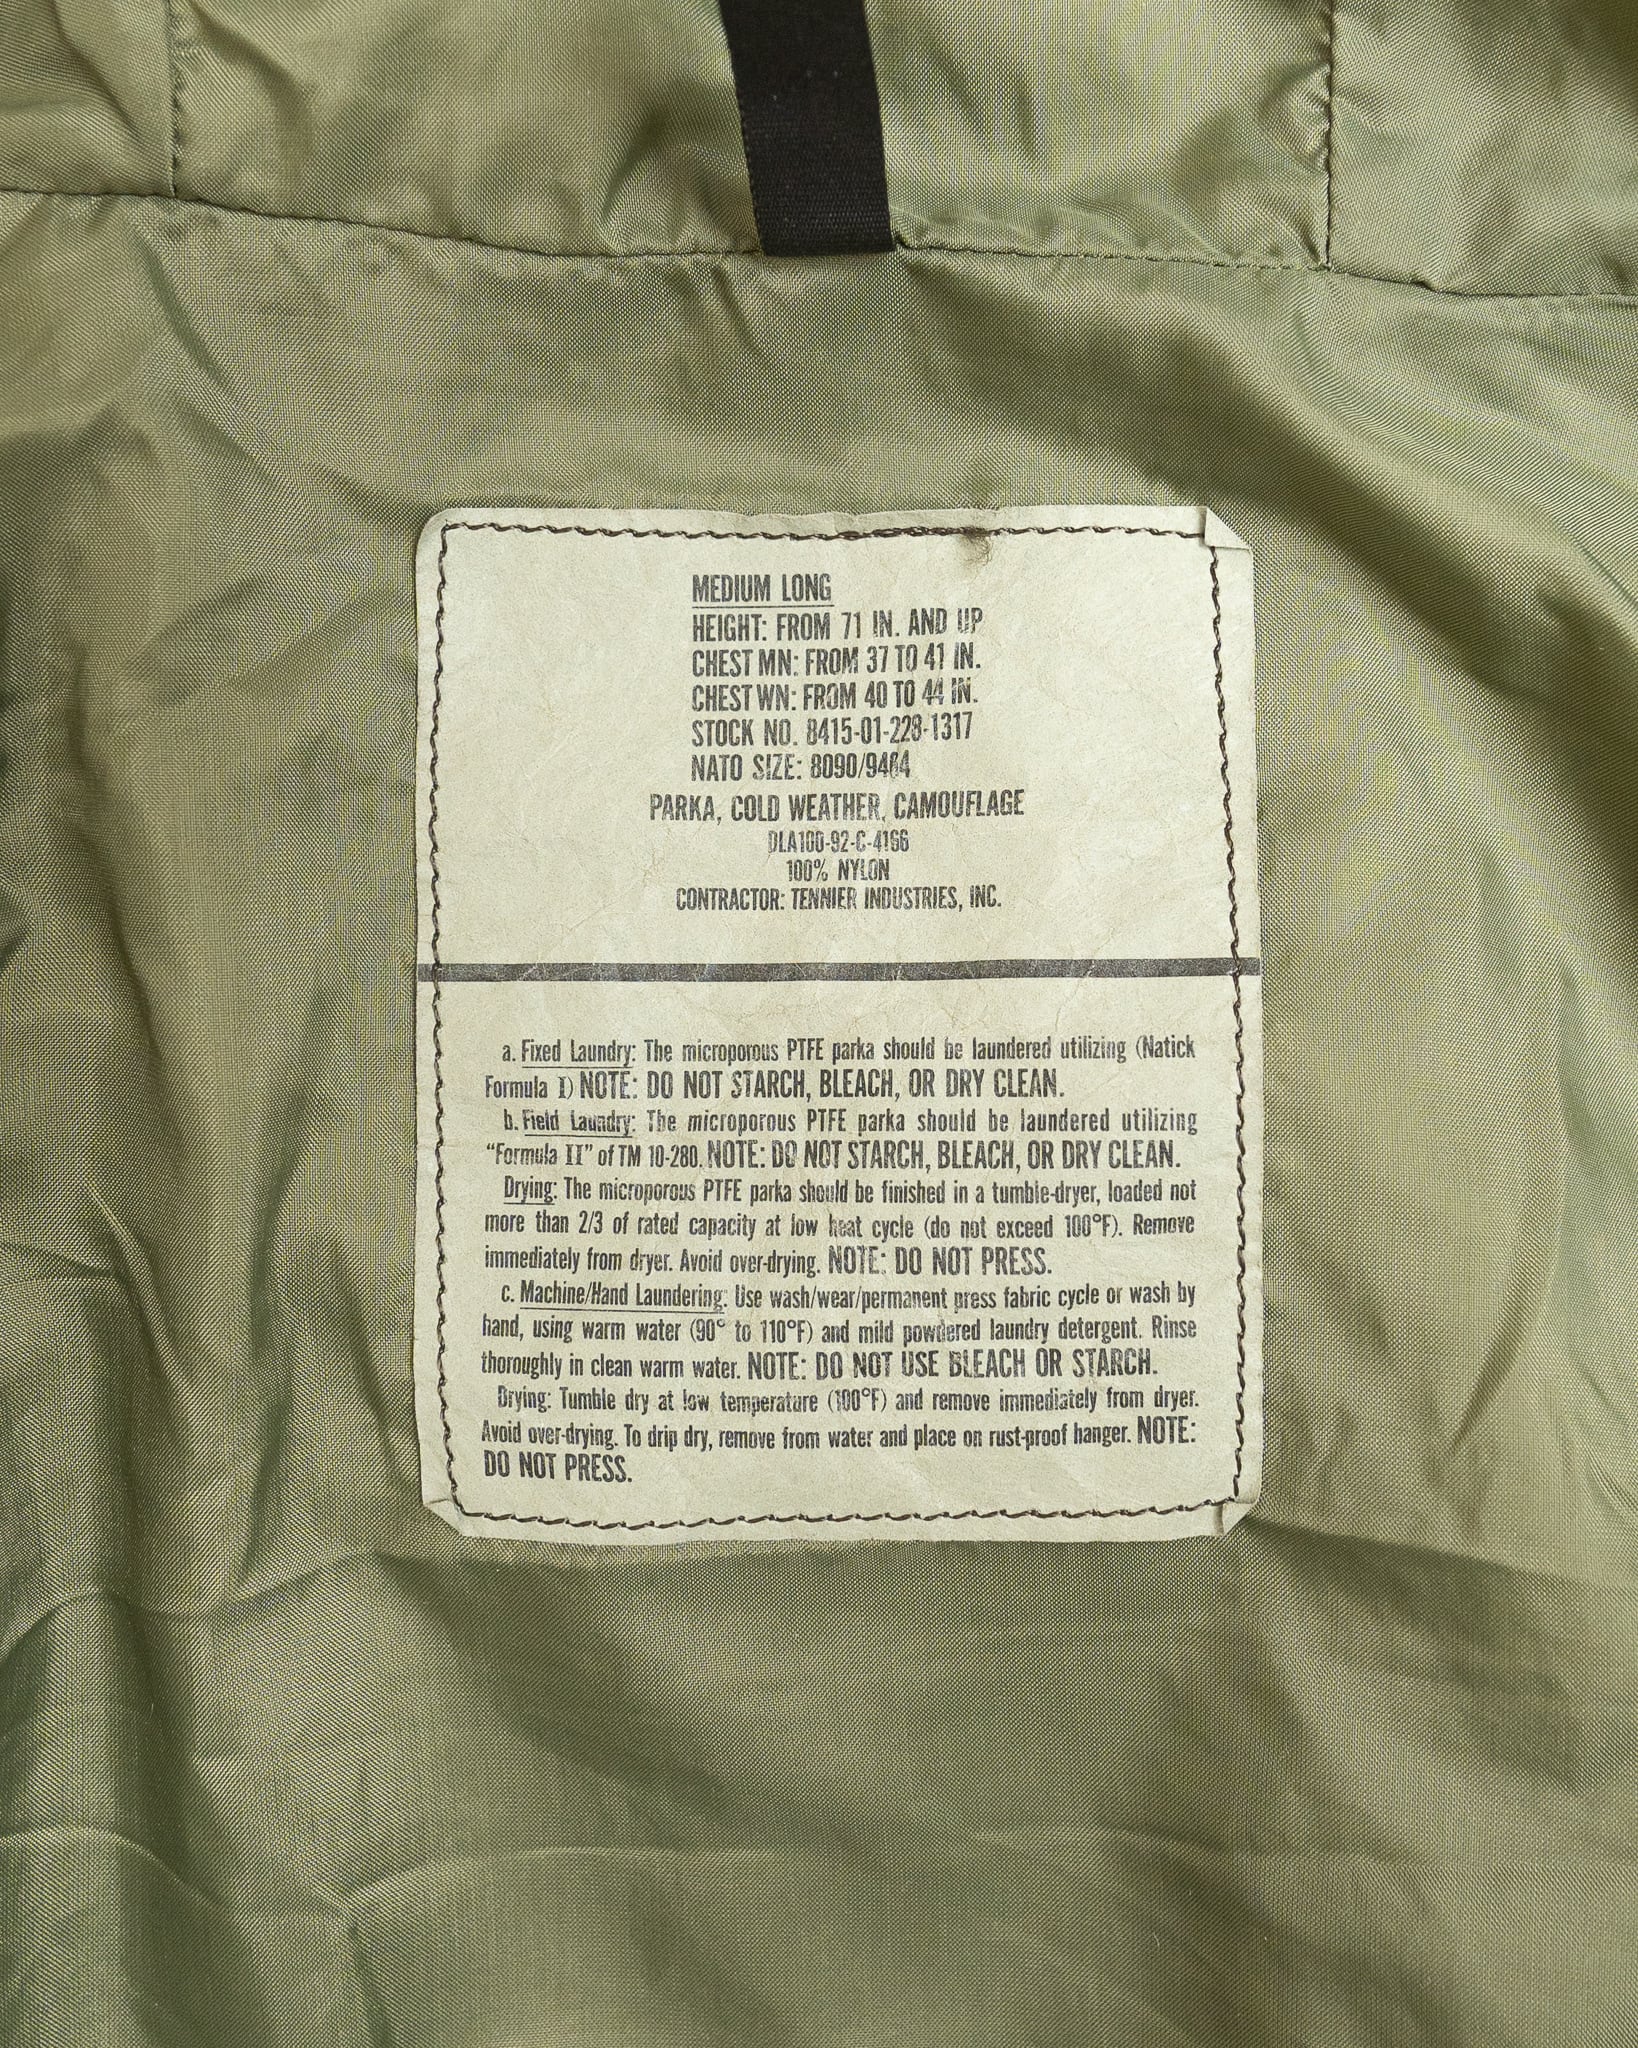 MEDIUM LONG
HEIGHT: FROM 71 IN. AND UP
CHEST MN: FROM 37 TO 41 IN.
CHEST WN: FROM 40 TO 44 IN.
STOCK NO. 8415-01-228-1317
NATO SIZE: 8090/9404
PARKA, COLD WEATHER, CAMOUFLAGE
DLA100-92-C-4166
100% NYLON
CONTRACTOR: TENNIER INDUSTRIES, INC.
a. Fixed Laundry: The microporous PTFE parka should be laundered utilizing (Natick
Formula I) NOTE: DO NOT STARCH, BLEACH, OR DRY CLEAN.
b. Field Laundry: The microporous PTFE parka should be laundered utilizing
"Formula II" of TM 10-280. NOTE: DO NOT STARCH, BLEACH, OR DRY CLEAN.
Drying: The microporous PTFE parka should be finished in a tumble-dryer, loaded not
more than 2/3 of rated capacity at low heat cycle (do not exceed 100°F). Remove
immediately from dryer. Avoid over-drying. NOTE: DO NOT PRESS.
c. Machine/Hand Laundering: Use wash/wear/permanent press fabric cycle or wash by
hand, using warm water (90° to 110°F) and mild powdered laundry detergent. Rinse
thoroughly in clean warm water. NOTE: DO NOT USE BLEACH OR STARCH.
Drying: Tumble dry at low temperature (100°F) and remove immediately from dryer.
Avoid over-drying. To drip dry, remove from water and place on rust-proof hanger. NOTE:
DO NOT PRESS.